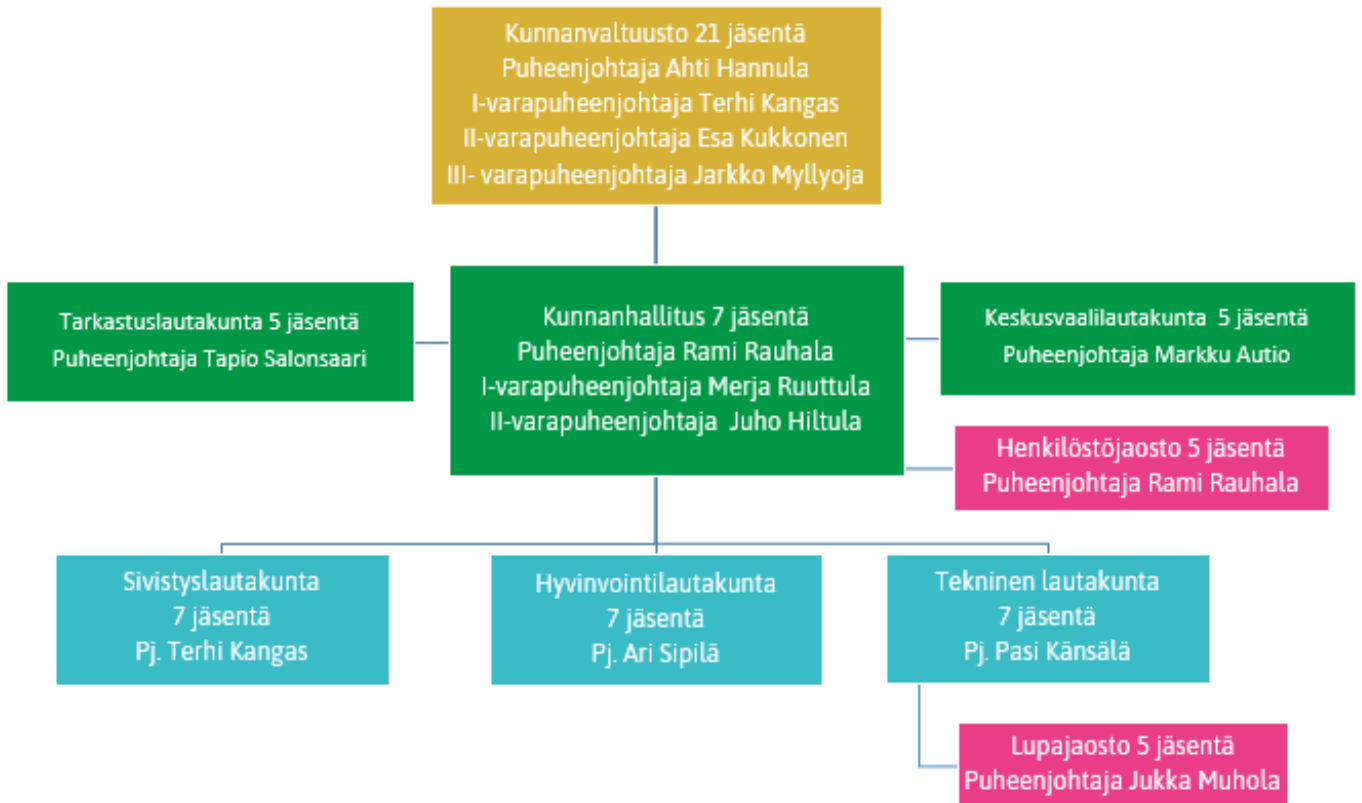 Kunnanvaltuusto 21 jäsentä
Puheenjohtaja Ahti Hannula
I-varapuheenjohtaja Terhi Kangas
II-varapuheenjohtaja Esa Kukkonen
III- varapuheenjohtaja Jarkko Myllyoja
Tarkastuslautakunta 5 jäsentä
Puheenjohtaja Tapio Salonsaari
Kunnanhallitus 7 jäsentä
Puheenjohtaja Rami Rauhala
I-varapuheenjohtaja Merja Ruuttula
II-varapuheenjohtaja Juho Hiltula
Keskusvaalilautakunta 5 jäsentä
Puheenjohtaja Markku Autio
Henkilöstöjaosto 5 jäsentä
Puheenjohtaja Rami Rauhala
Sivistyslautakunta
7 jäsentä
Pj. Terhi Kangas
Hyvinvointilautakunta
7 jäsentä
Pj. Ari Sipilä
Tekninen lautakunta
7 jäsentä
Pj. Pasi Känsälä
Lupajaosto 5 jäsentä
Puheenjohtaja Jukka Muhola